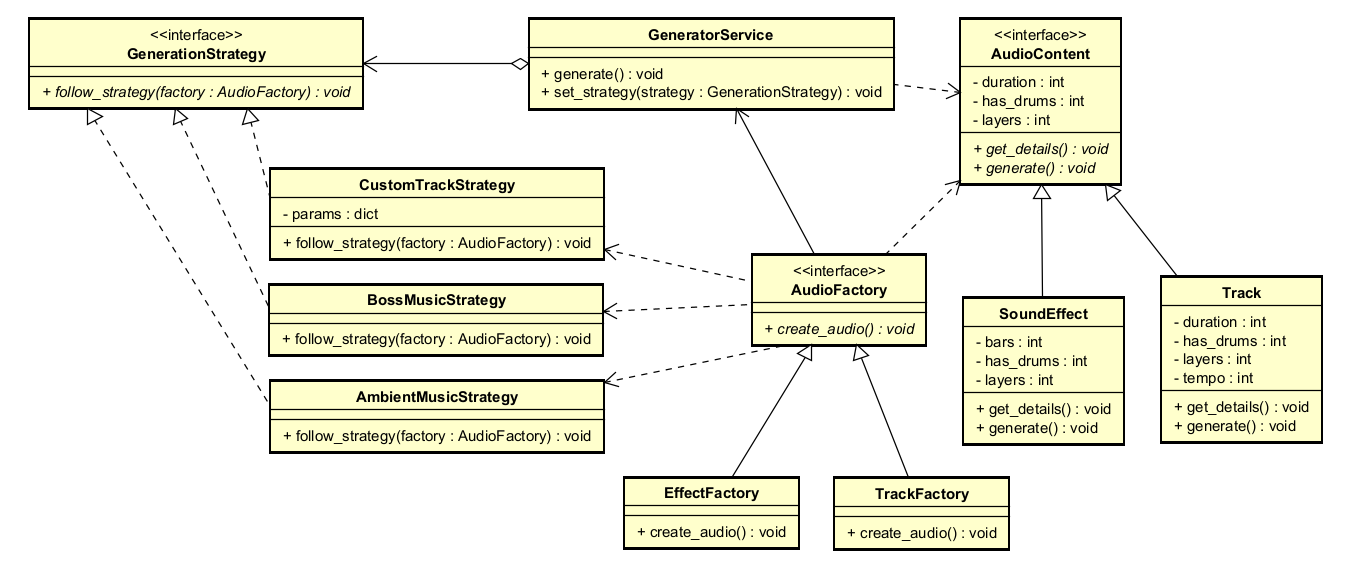 <<interface>>
GenerationStrategy
+ follow_strategy(factory : AudioFactory) : void
GeneratorService
+ generate() : void
+ set_strategy(strategy : GenerationStrategy) : void
<<interface>>
AudioContent
- duration : int
- has_drums : int
- layers : int
+ get_details() : void
+ generate() : void
CustomTrackStrategy
- params : dict
+ follow_strategy(factory : AudioFactory) : void
BossMusicStrategy
+ follow_strategy(factory : AudioFactory) : void
AmbientMusicStrategy
+ follow_strategy(factory : AudioFactory) : void
<<interface>>
AudioFactory
+ create_audio() : void
SoundEffect
- bars : int
- has_drums : int
- layers : int
+ get_details() : void
+ generate() : void
Track
- duration : int
- has_drums : int
- layers : int
- tempo : int
+ get_details() : void
+ generate() : void
EffectFactory
+ create_audio() : void
TrackFactory
+ create_audio() : void